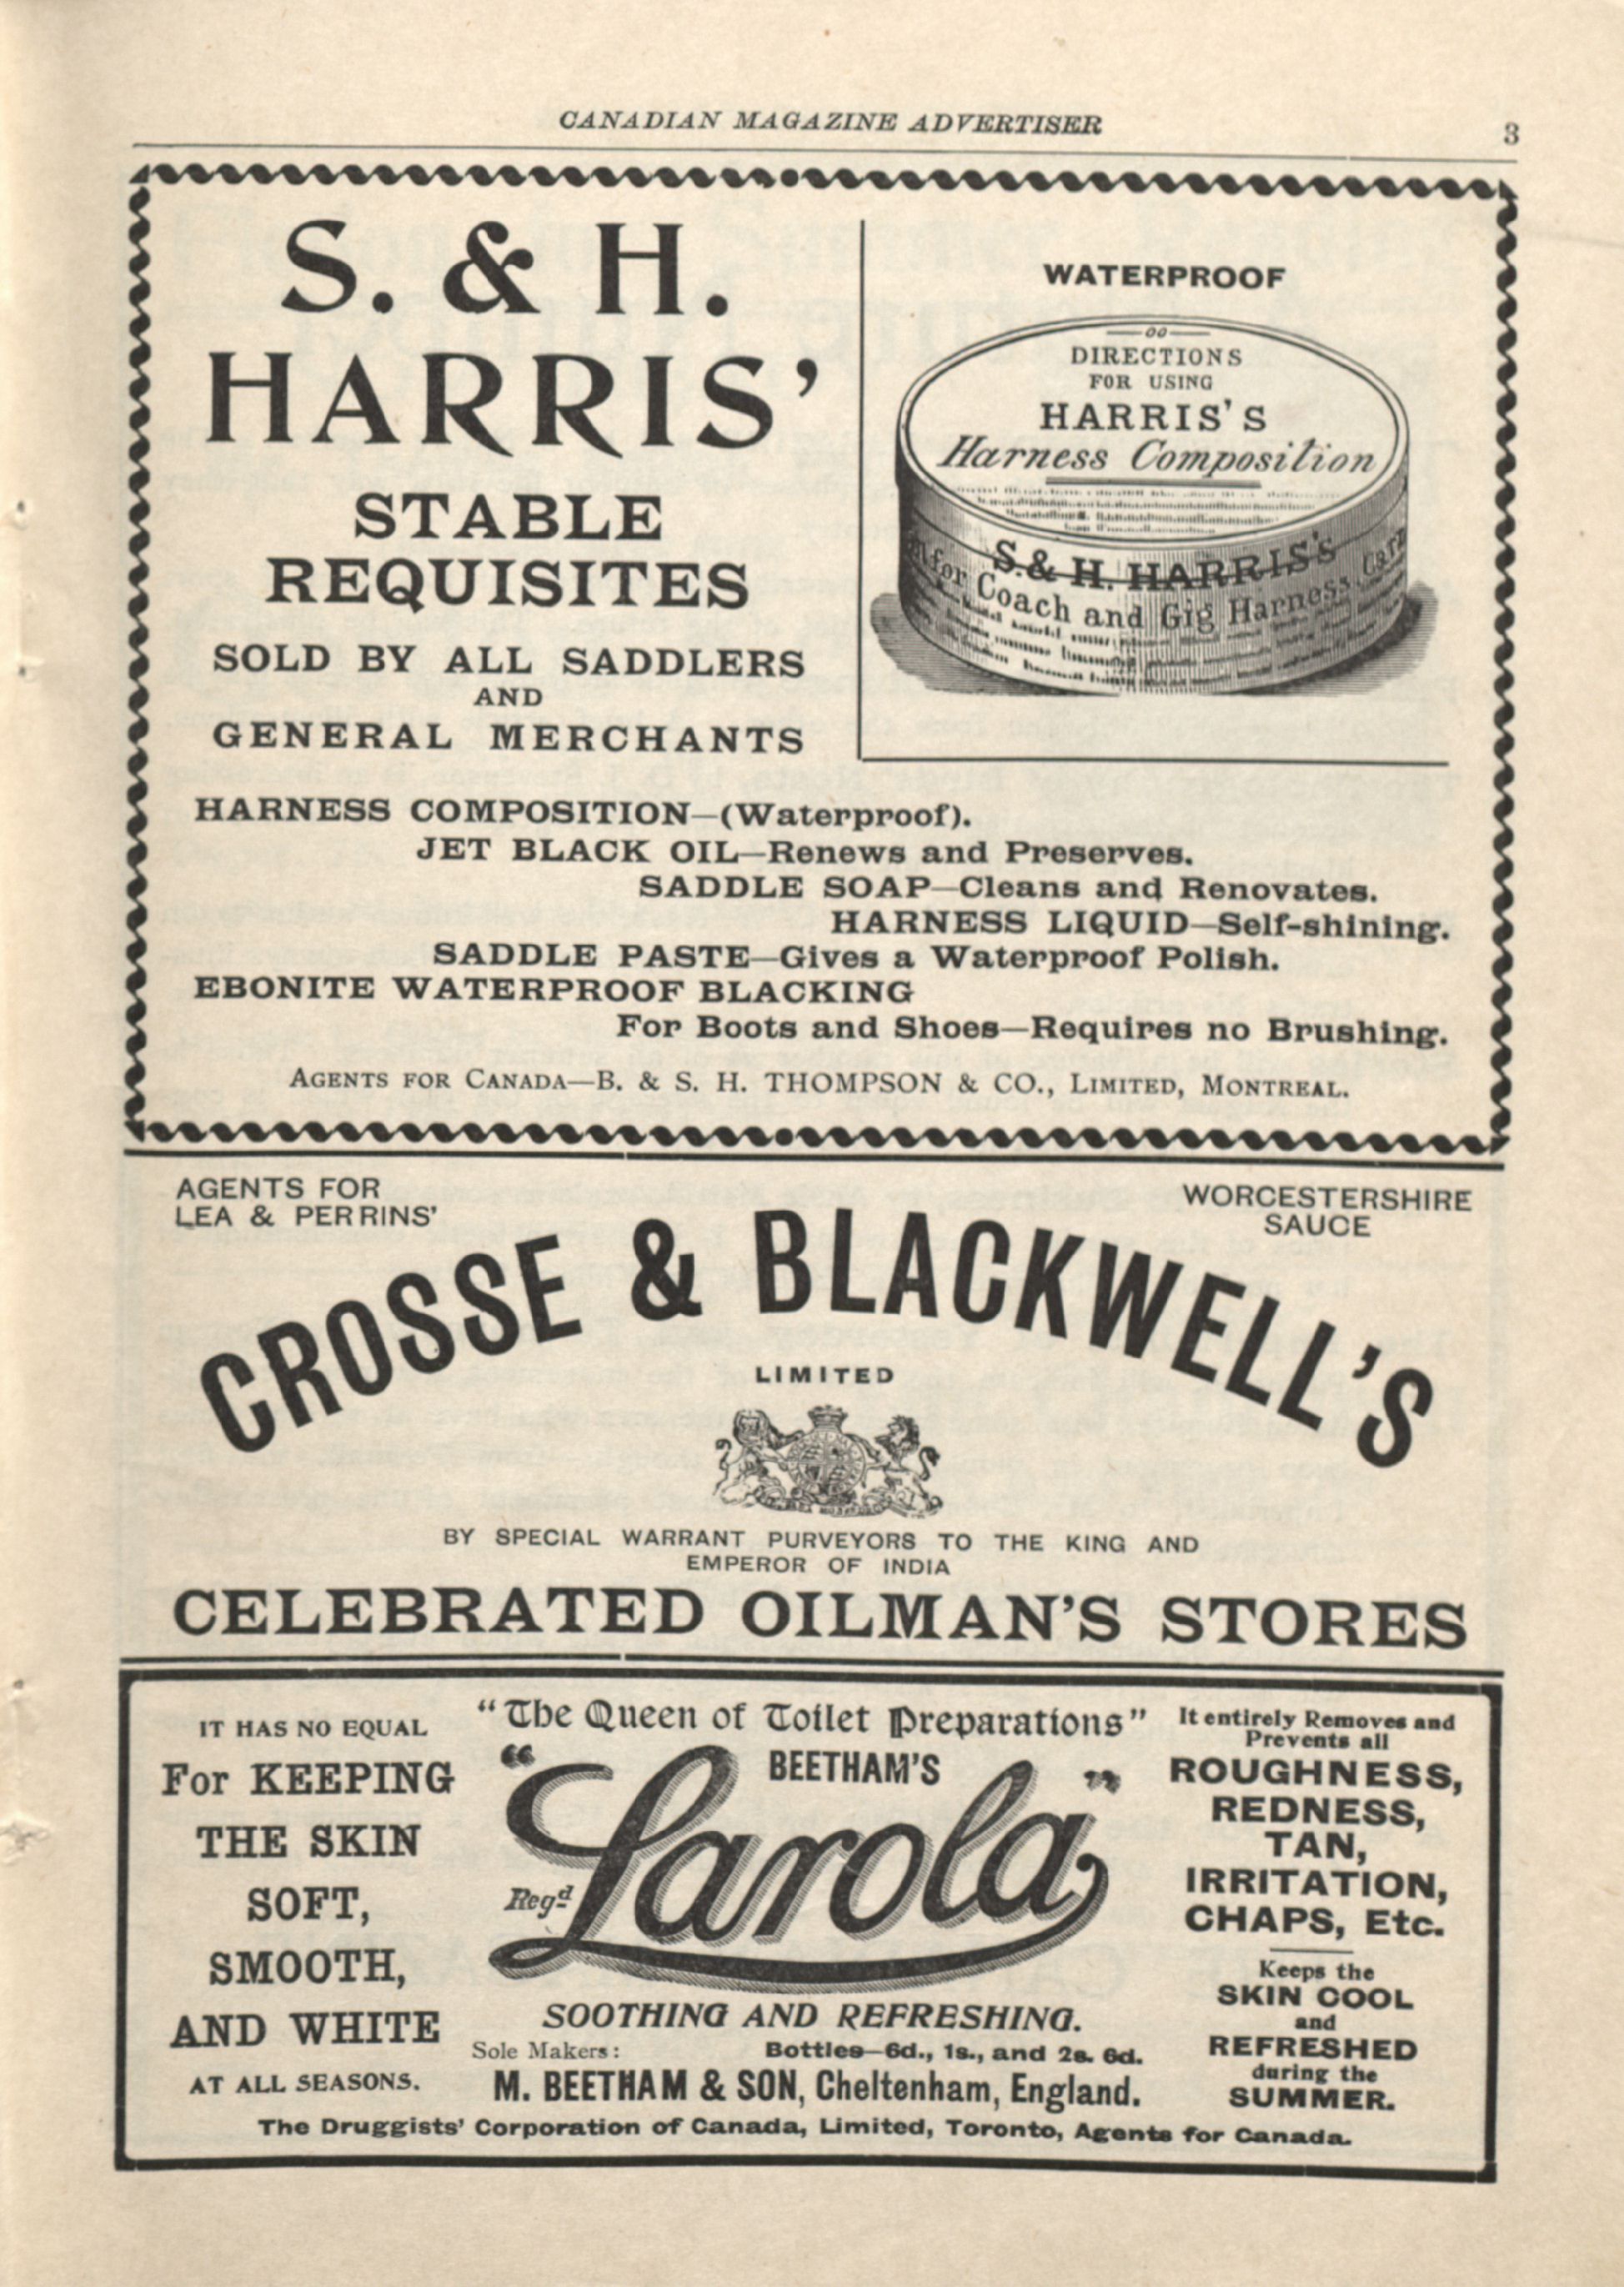 CANADIAN MAGAZINE ADVERTISER
3
S. & H.
HARRIS'
STABLE
REQUISITES
SOLD BY ALL SADDLERS
AND
GENERAL MERCHANTS
WATERPROOF
DIRECTIONS
FOR USING
HARRIS'S
Harness Composition
S. & H. HARRIS'S
for Coach and Gig Harness
HARNESS COMPOSITION—(Waterproof).
JET BLACK OIL—Renews and Preserves.
SADDLE SOAP—Cleans and Renovates.
HARNESS LIQUID—Self-shining.
SADDLE PASTE—Gives a Waterproof Polish.
EBONITE WATERPROOF BLACKING
For Boots and Shoes—Requires no Brushing.
AGENTS FOR CANADA—B. & S. H. THOMPSON & CO., LIMITED, MONTREAL.
AGENTS FOR
LEA & PERRINS'
WORCESTERSHIRE
SAUCE
CROSSE & BLACKWELL'S
LIMITED
BY SPECIAL WARRANT PURVEYORS TO THE KING AND
EMPEROR OF INDIA
CELEBRATED OILMAN'S STORES
IT HAS NO EQUAL
For KEEPING
THE SKIN
SOFT,
SMOOTH,
AND WHITE
AT ALL SEASONS.
"The Queen of Toilet Preparations"
BEETHAM'S
"Larola"
Regd
SOOTHING AND REFRESHING.
Sole Makers: Bottles—6d., 1s., and 2s. 6d.
M. BEETHAM & SON, Cheltenham, England.
It entirely Removes and
Prevents all
ROUGHNESS,
REDNESS,
TAN,
IRRITATION,
CHAPS, Etc.
Keeps the
SKIN COOL
and
REFRESHED
during the
SUMMER.
The Druggists' Corporation of Canada, Limited, Toronto, Agents for Canada.